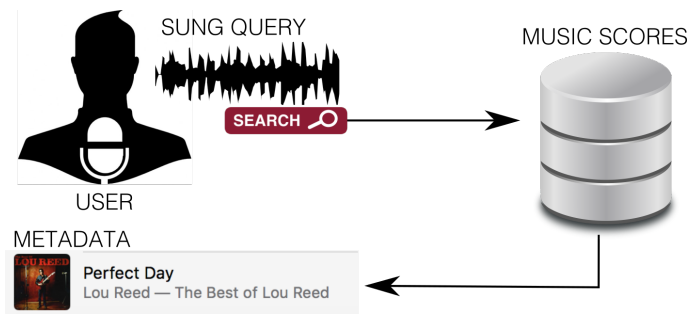 SUNG QUERY
MUSIC SCORES
SEARCH
USER
METADATA
LOU REED
Perfect Day
Lou Reed — The Best of Lou Reed